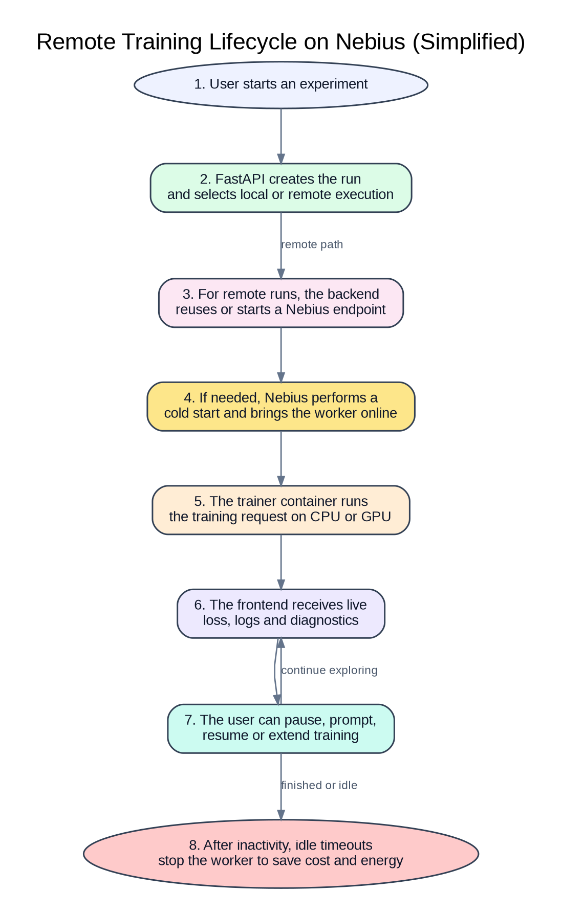 Remote Training Lifecycle on Nebius (Simplified)
1. User starts an experiment
2. FastAPI creates the run
and selects local or remote execution
remote path
3. For remote runs, the backend
reuses or starts a Nebius endpoint
4. If needed, Nebius performs a
cold start and brings the worker online
5. The trainer container runs
the training request on CPU or GPU
6. The frontend receives live
loss, logs and diagnostics
continue exploring
7. The user can pause, prompt,
resume or extend training
finished or idle
8. After inactivity, idle timeouts
stop the worker to save cost and energy